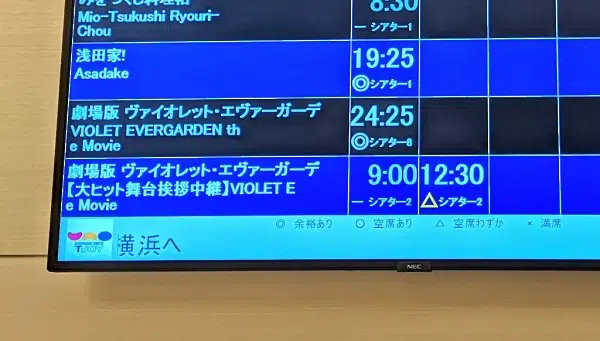 Mio-Tsukushi Ryouri-
Chou
8:30
― シアター1
浅田家!
Asadake
19:25
◎シアター1
劇場版 ヴァイオレット・エヴァーガーデ
VIOLET EVERGARDEN th
e Movie
24:25
◎シアター8
劇場版 ヴァイオレット・エヴァーガーデ
【大ヒット舞台挨拶中継】VIOLET E
e Movie
9:00
― シアター2
12:30
△シアター2
◎ 余裕あり ○ 空席あり △ 空席わずか × 満席
T・JOY
横浜へ
NEC